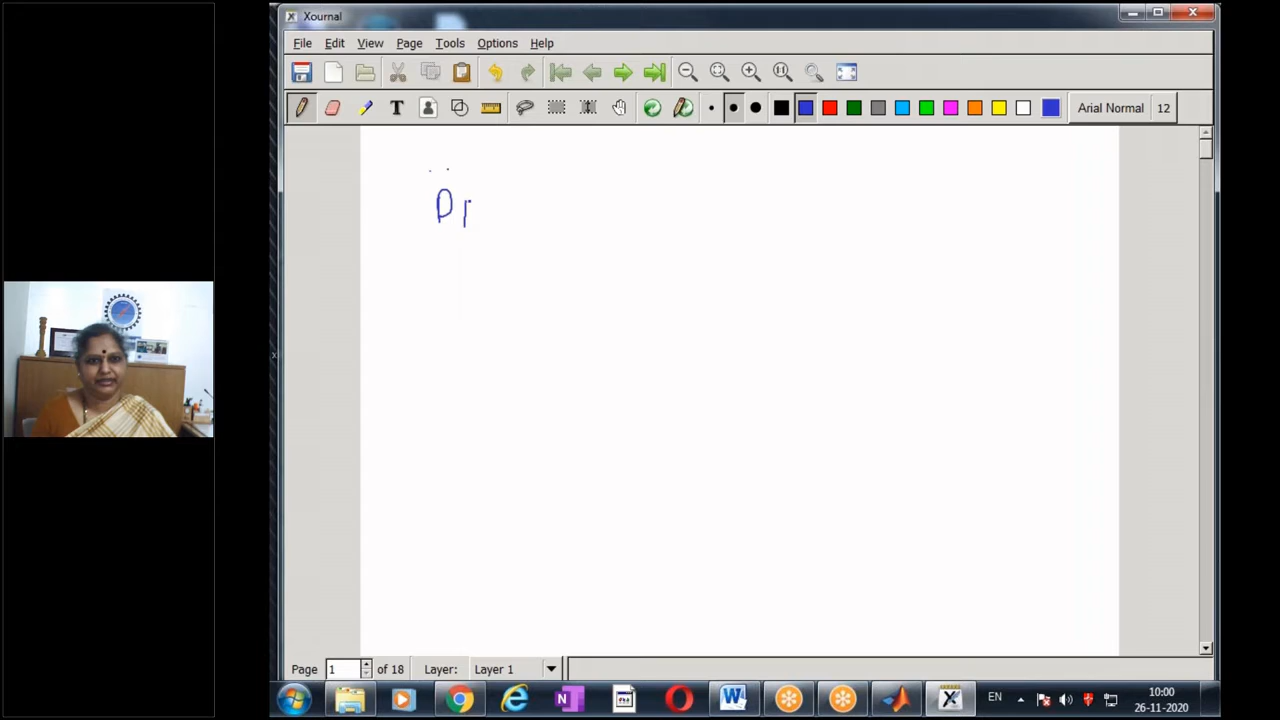 Xournal
File Edit View Page Tools Options Help
T Arial Normal 12
Page 1 of 18 Layer: Layer 1
EN 10:00
26-11-2020